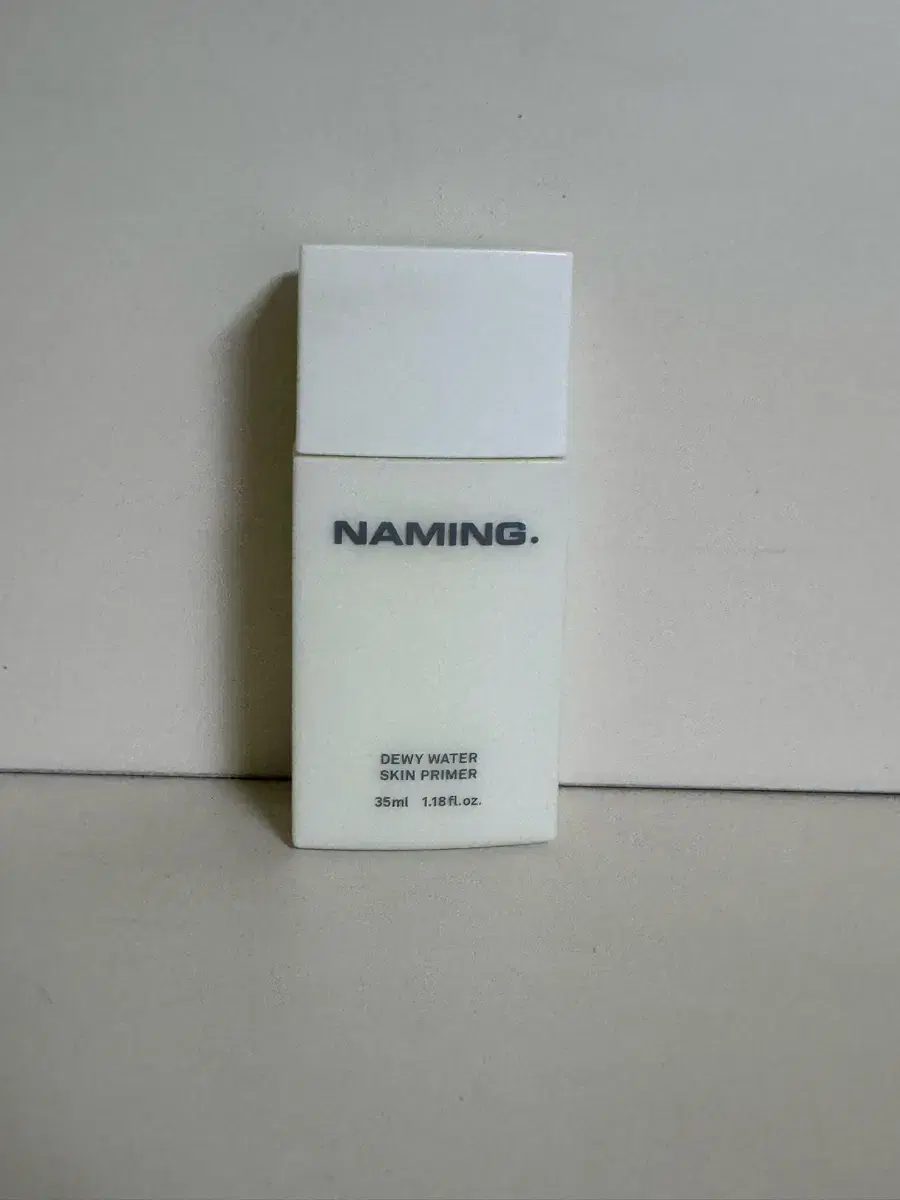 NAMING.
DEWY WATER
SKIN PRIMER
35ml 1.18 fl.oz.